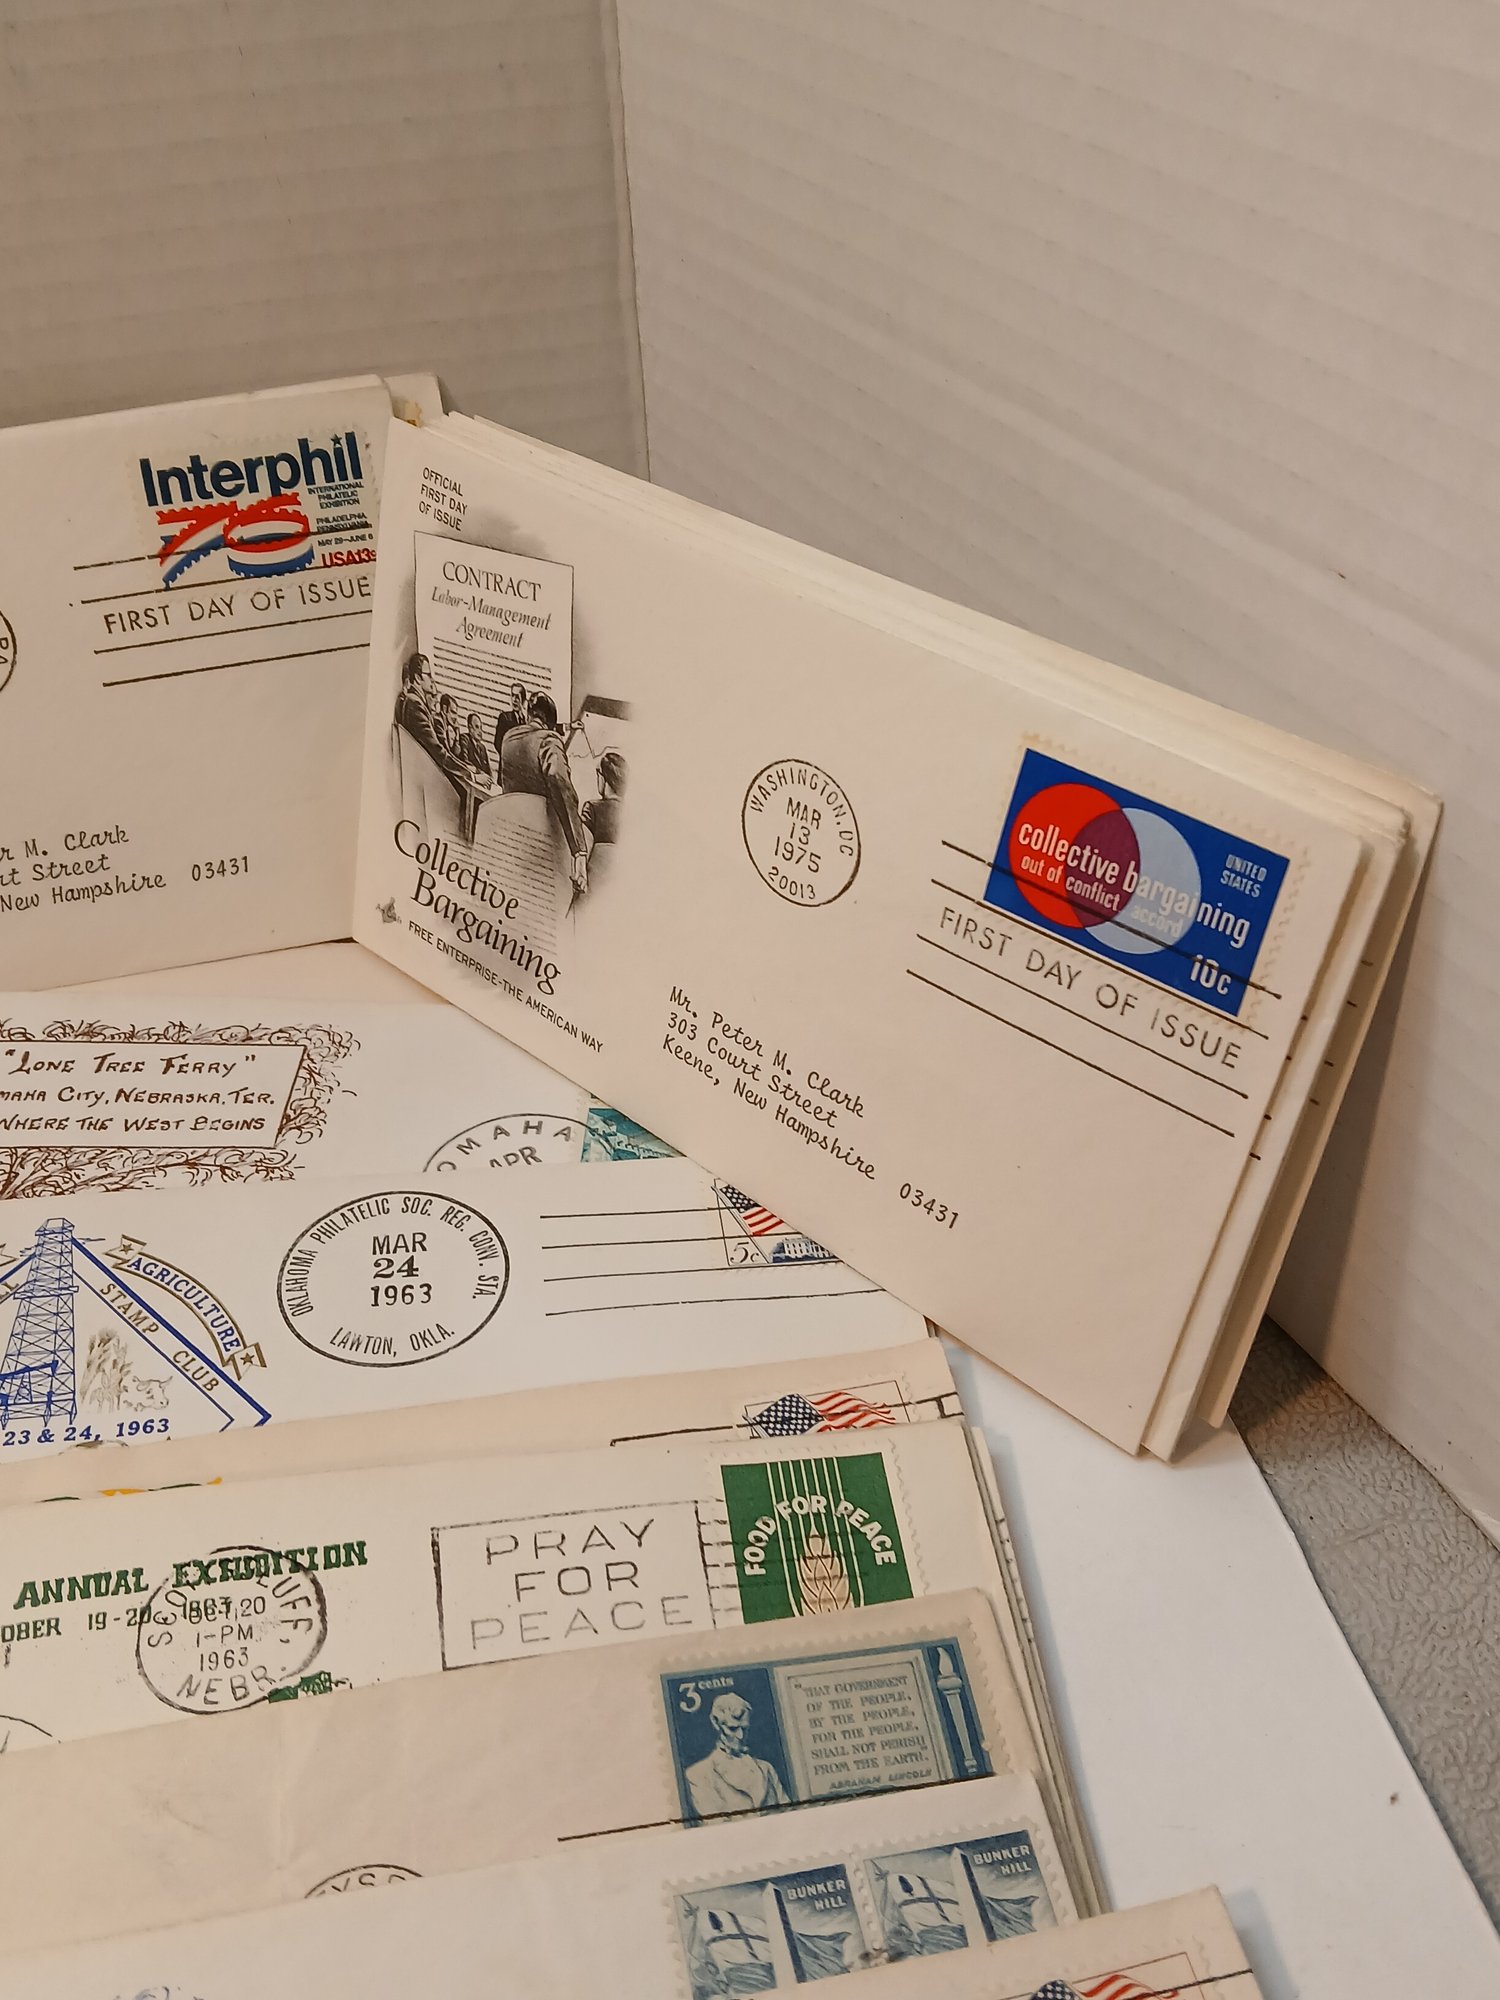 Interphil
76
INTERNATIONAL
PHILATELIC
EXHIBITION
PHILADELPHIA
PENNSYLVANIA
MAY 29-JUNE 6
USA 13c
FIRST DAY OF ISSUE
M. Clark
Street
New Hampshire 03431
OFFICIAL
FIRST DAY
OF ISSUE
CONTRACT
Labor-Management
Agreement
Collective
Bargaining
FREE ENTERPRISE-THE AMERICAN WAY
WASHINGTON, DC
MAR
13
1975
20013
collective bargaining
out of conflict accord
UNITED
STATES
10c
FIRST DAY OF ISSUE
Mr. Peter M. Clark
303 Court Street
Keene, New Hampshire 03431
"LONE TREE FERRY"
CITY, NEBRASKA, TER.
WHERE THE WEST BEGINS
OMAHA
APR
AGRICULTURE
STAMP CLUB
23 & 24, 1963
OKLAHOMA PHILATELIC SOC. REG. CONV. STA.
MAR
24
1963
LAWTON, OKLA.
5c
ANNUAL EXHIBITION
19-20, 1963
OCT 20
1-PM
1963
NEBR.
PRAY
FOR
PEACE
FOOD FOR PEACE
3 cents
"THAT GOVERNMENT
OF THE PEOPLE,
BY THE PEOPLE,
FOR THE PEOPLE,
SHALL NOT PERISH
FROM THE EARTH."
ABRAHAM LINCOLN
BUNKER
HILL
BUNKER
HILL